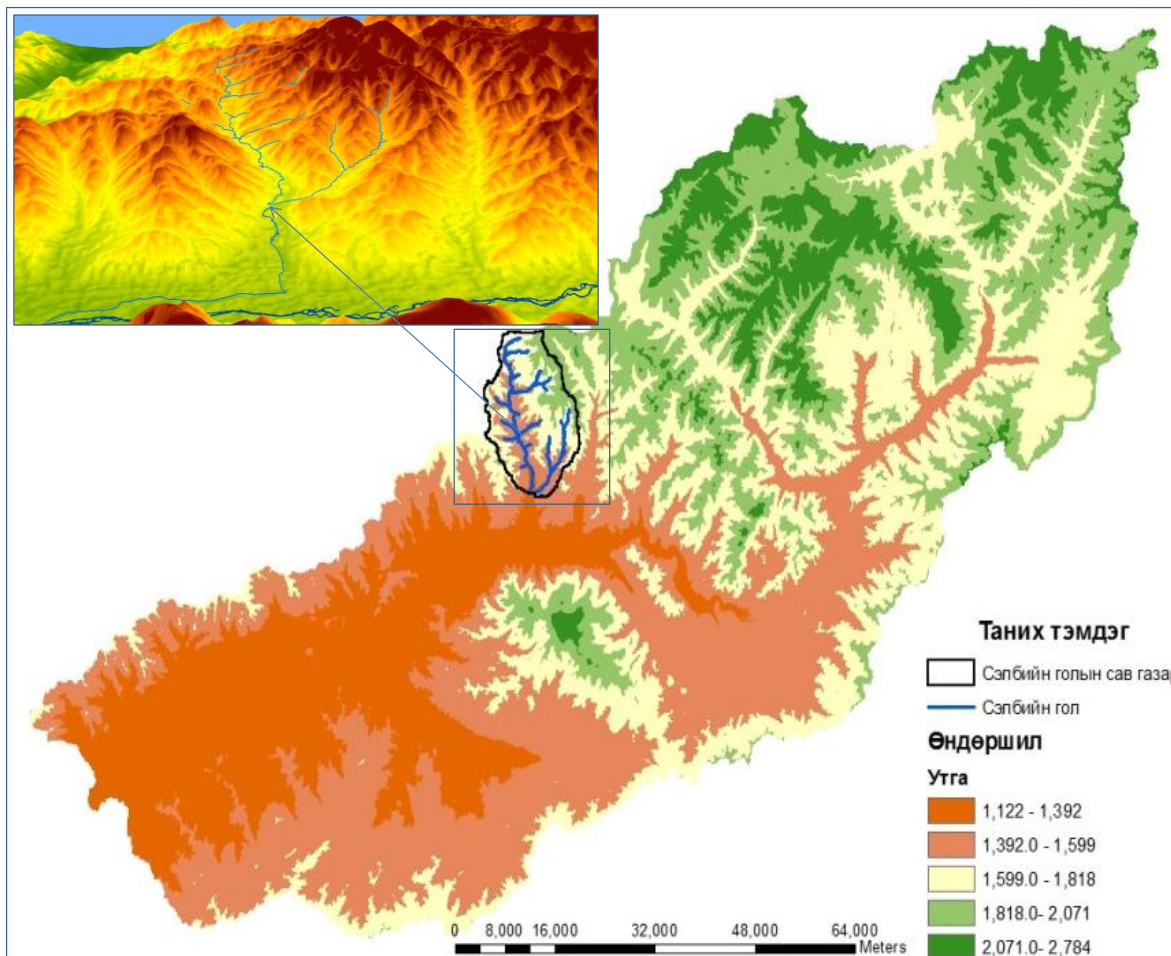 Таних тэмдэг
Сэлбийн голын сав газар
Сэлбийн гол
Өндөршил
Утга
1,122 - 1,392
1,392.0 - 1,599
1,599.0 - 1,818
1,818.0- 2,071
2,071.0- 2,784
0 8,000 16,000 32,000 48,000 64,000
Meters